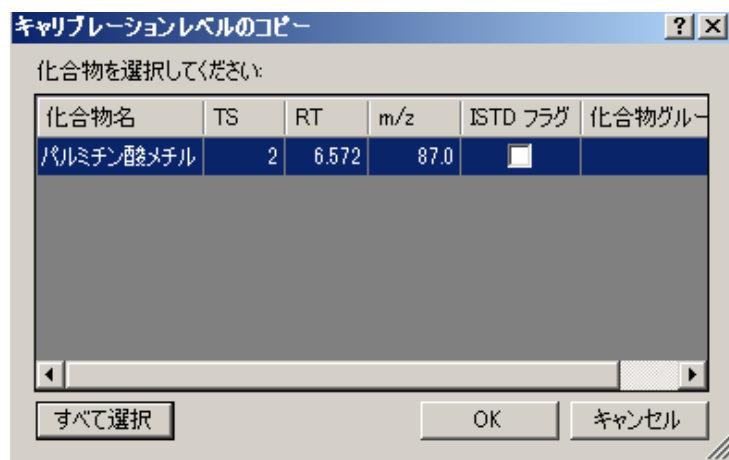 キャリブレーションレベルのコピー
化合物を選択してください:
化合物名 TS RT m/z ISTD フラグ 化合物グルー
パルミチン酸メチル 2 6.572 87.0
すべて選択 OK キャンセル